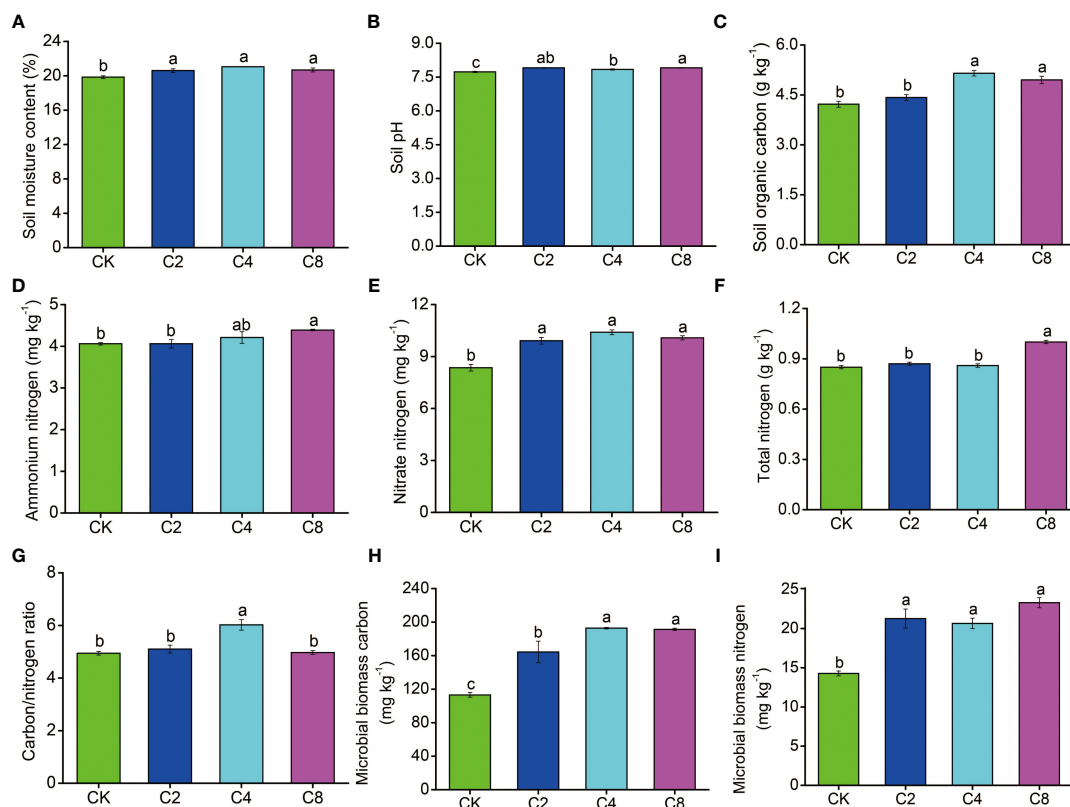 A
Soil moisture content (%)
24
20
16
12
8
4
0
b
a
a
a
CK
C2
C4
C8
B
Soil pH
9.0
7.5
6.0
4.5
3.0
1.5
0.0
c
ab
b
a
CK
C2
C4
C8
C
Soil organic carbon (g kg⁻¹)
6.0
4.5
3.0
1.5
0.0
b
b
a
a
CK
C2
C4
C8
D
Ammonium nitrogen (mg kg⁻¹)
5
4
3
2
1
0
b
b
ab
a
CK
C2
C4
C8
E
Nitrate nitrogen (mg kg⁻¹)
12
10
8
6
4
2
0
b
a
a
a
CK
C2
C4
C8
F
Total nitrogen (g kg⁻¹)
1.2
0.9
0.6
0.3
0.0
b
b
b
a
CK
C2
C4
C8
G
Carbon/nitrogen ratio
8
6
4
2
0
b
b
a
b
CK
C2
C4
C8
H
Microbial biomass carbon
(mg kg⁻¹)
240
200
160
120
80
40
0
c
b
a
a
CK
C2
C4
C8
I
Microbial biomass nitrogen
(mg kg⁻¹)
25
20
15
10
5
0
b
a
a
a
CK
C2
C4
C8